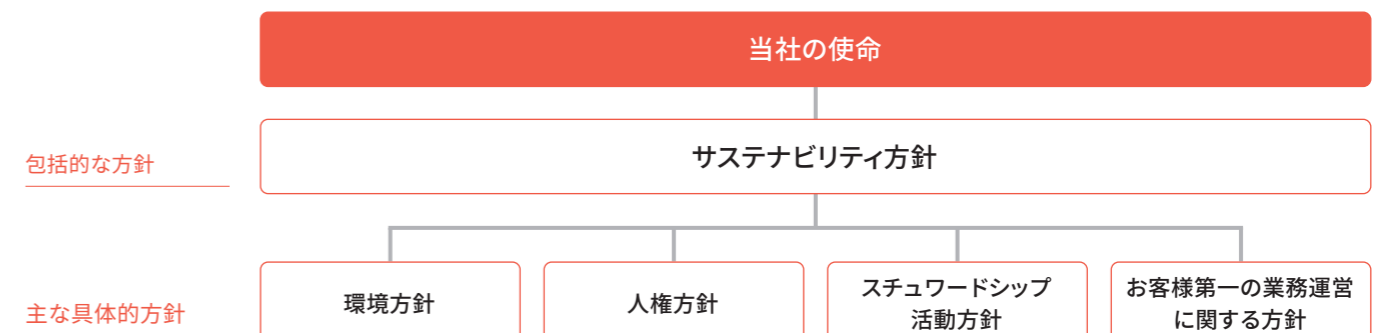 当社の使命
包括的な方針
サステナビリティ方針
主な具体的方針
環境方針
人権方針
スチュワードシップ
活動方針
お客様第一の業務運営
に関する方針